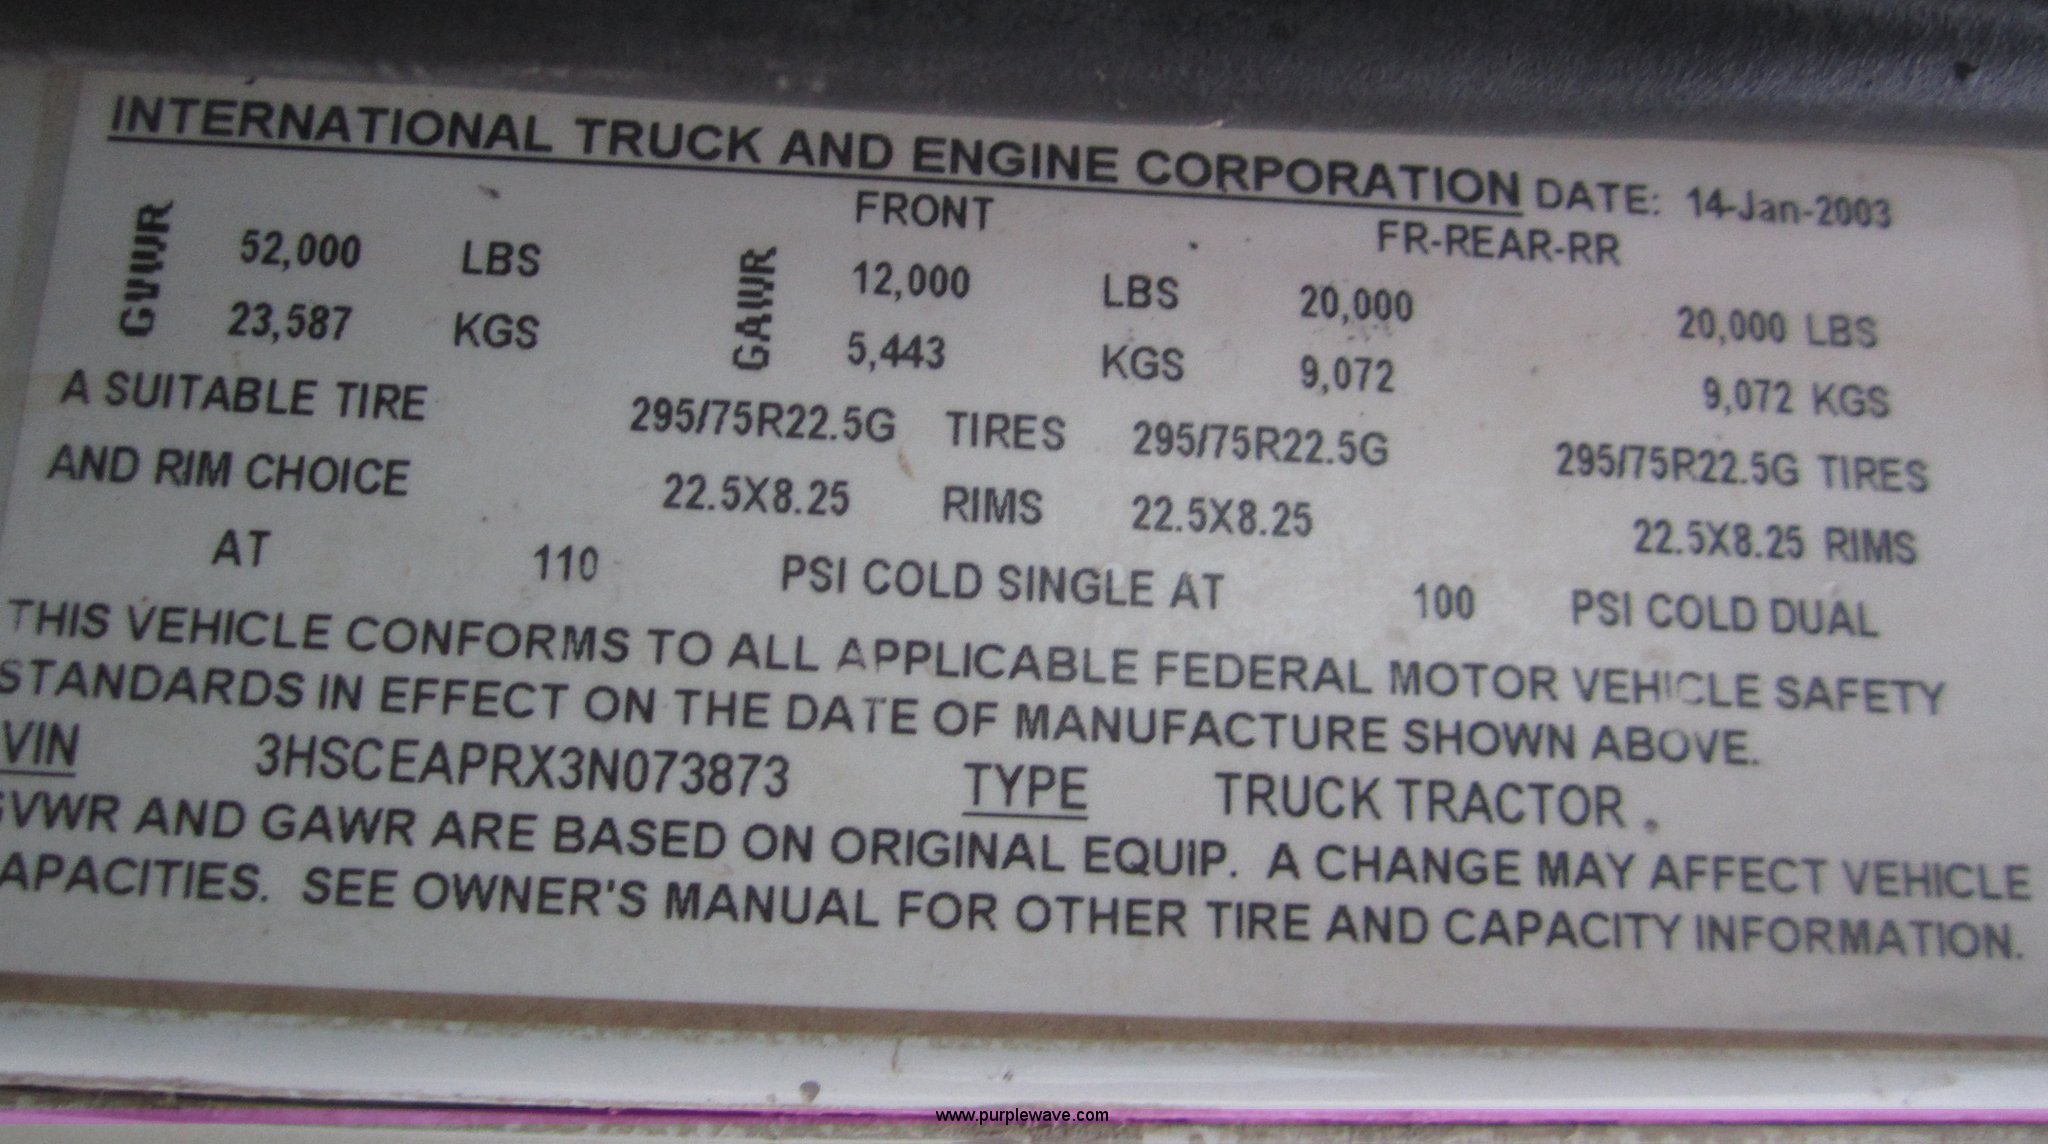 INTERNATIONAL TRUCK AND ENGINE CORPORATION DATE: 14-Jan-2003
FRONT FR-REAR-RR
GVWR 52,000 LBS GAWR 12,000 LBS 20,000 20,000 LBS
23,587 KGS 5,443 KGS 9,072 9,072 KGS
A SUITABLE TIRE 295/75R22.5G TIRES 295/75R22.5G 295/75R22.5G TIRES
AND RIM CHOICE 22.5X8.25 RIMS 22.5X8.25 22.5X8.25 RIMS
AT 110 PSI COLD SINGLE AT 100 PSI COLD DUAL
THIS VEHICLE CONFORMS TO ALL APPLICABLE FEDERAL MOTOR VEHICLE SAFETY
STANDARDS IN EFFECT ON THE DATE OF MANUFACTURE SHOWN ABOVE.
VIN 3HSCEAPRX3N073873 TYPE TRUCK TRACTOR
GVWR AND GAWR ARE BASED ON ORIGINAL EQUIP. A CHANGE MAY AFFECT VEHICLE
APACITIES. SEE OWNER'S MANUAL FOR OTHER TIRE AND CAPACITY INFORMATION.
www.purplewave.com